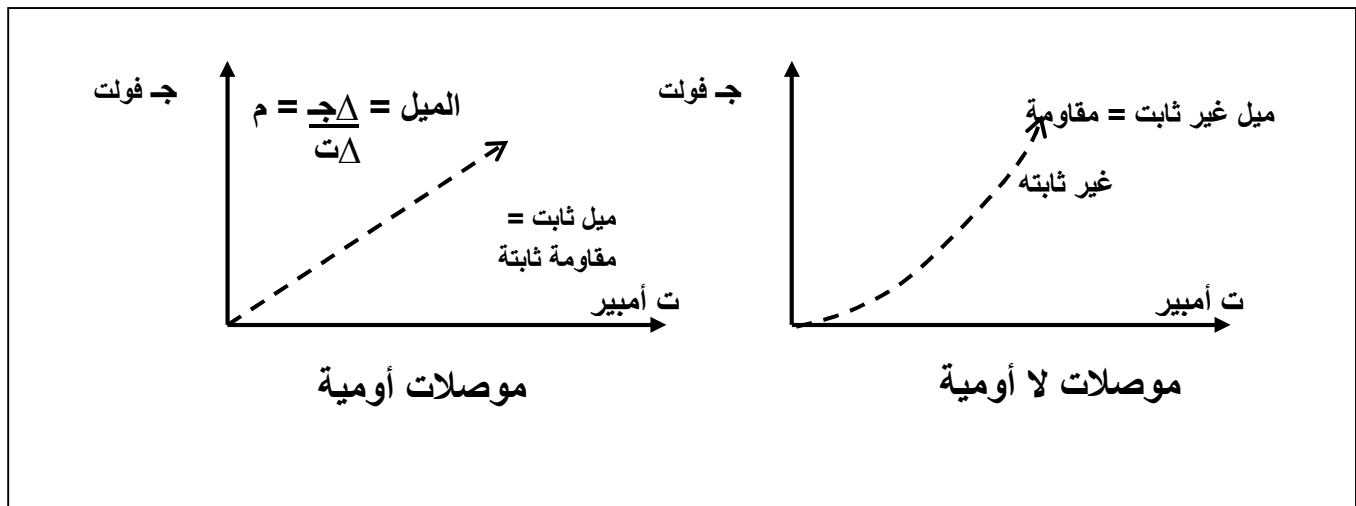 جـ فولت
الميل = ∆جـ = م
∆ت
ميل ثابت =
مقاومة ثابتة
ت أمبير
موصلات أومية
جـ فولت
ميل غير ثابت = مقاومة
غير ثابته
ت أمبير
موصلات لا أومية